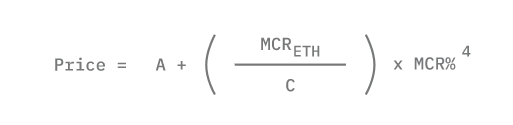 Price = A + ( MCR_ETH / C ) x MCR%^4